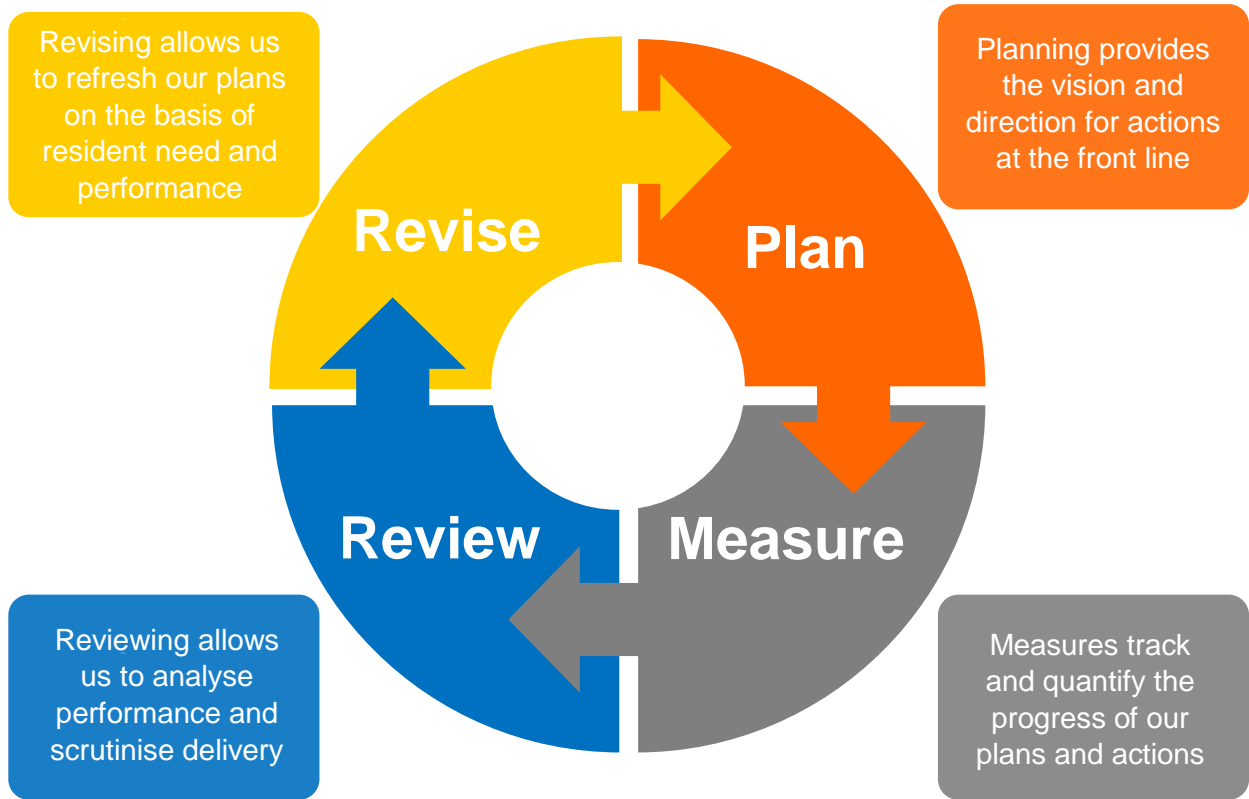 Revising allows us
to refresh our plans
on the basis of
resident need and
performance
Planning provides
the vision and
direction for actions
at the front line
Revise
Plan
Review
Measure
Reviewing allows
us to analyse
performance and
scrutinise delivery
Measures track
and quantify the
progress of our
plans and actions